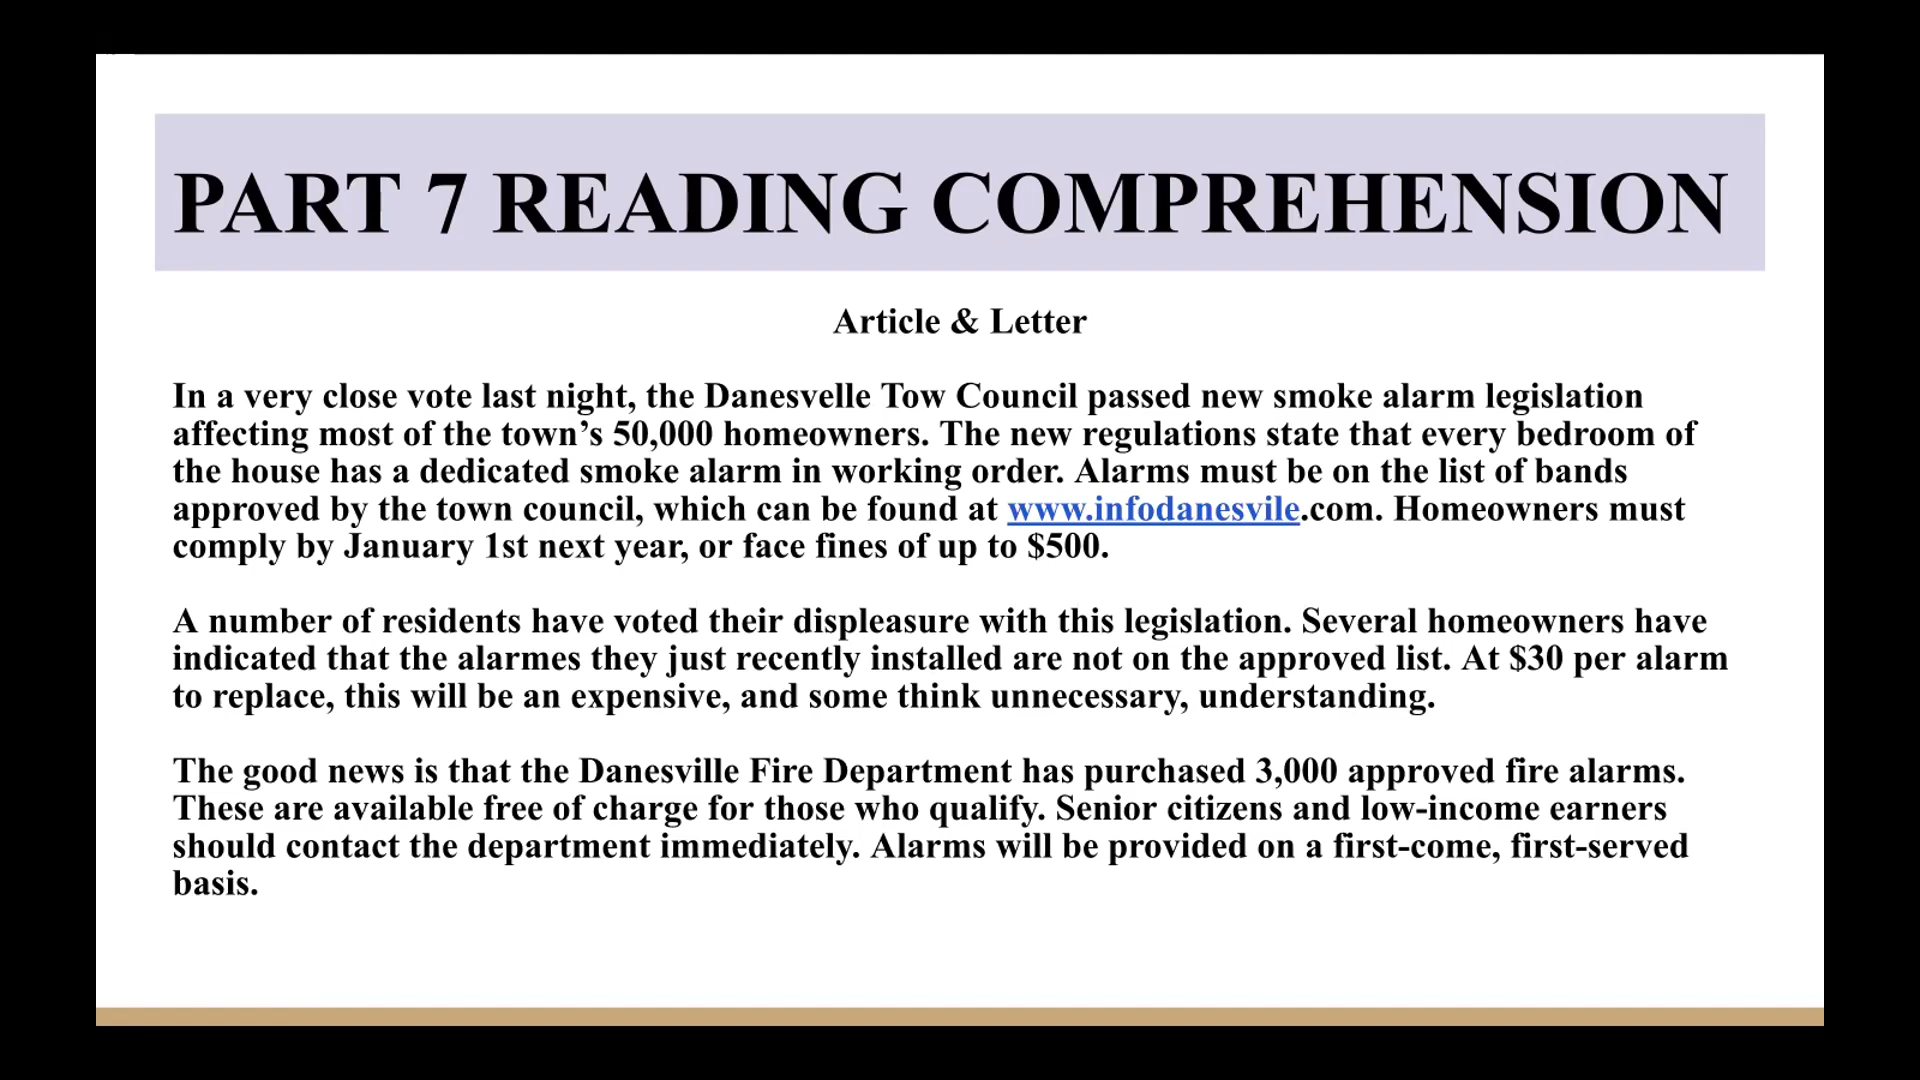 PART 7 READING COMPREHENSION
Article & Letter
In a very close vote last night, the Danesvelle Tow Council passed new smoke alarm legislation
affecting most of the town’s 50,000 homeowners. The new regulations state that every bedroom of
the house has a dedicated smoke alarm in working order. Alarms must be on the list of bands
approved by the town council, which can be found at www.infodanesvile.com. Homeowners must
comply by January 1st next year, or face fines of up to $500.
A number of residents have voted their displeasure with this legislation. Several homeowners have
indicated that the alarmes they just recently installed are not on the approved list. At $30 per alarm
to replace, this will be an expensive, and some think unnecessary, understanding.
The good news is that the Danesville Fire Department has purchased 3,000 approved fire alarms.
These are available free of charge for those who qualify. Senior citizens and low-income earners
should contact the department immediately. Alarms will be provided on a first-come, first-served
basis.